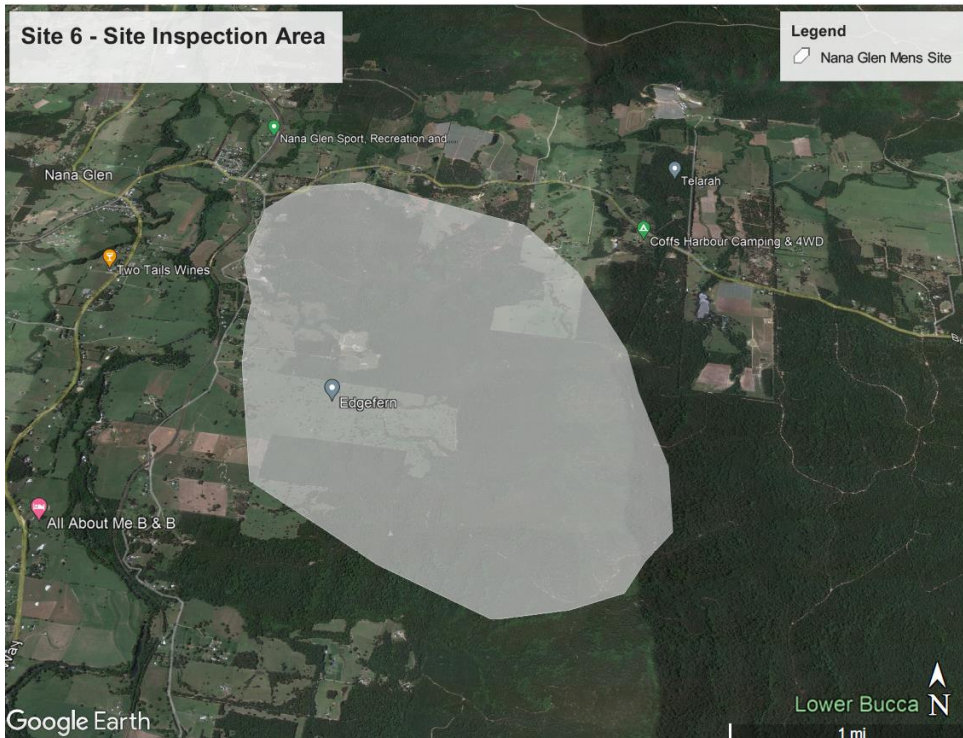 Site 6 - Site Inspection Area
Legend
Nana Glen Mens Site
Nana Glen Sport, Recreation and....
Nana Glen
Telarah
Coffs Harbour Camping & 4WD
Two Tails Wines
Edgefern
All About Me B & B
Way
Lower Bucca
N
Google Earth
1 mi